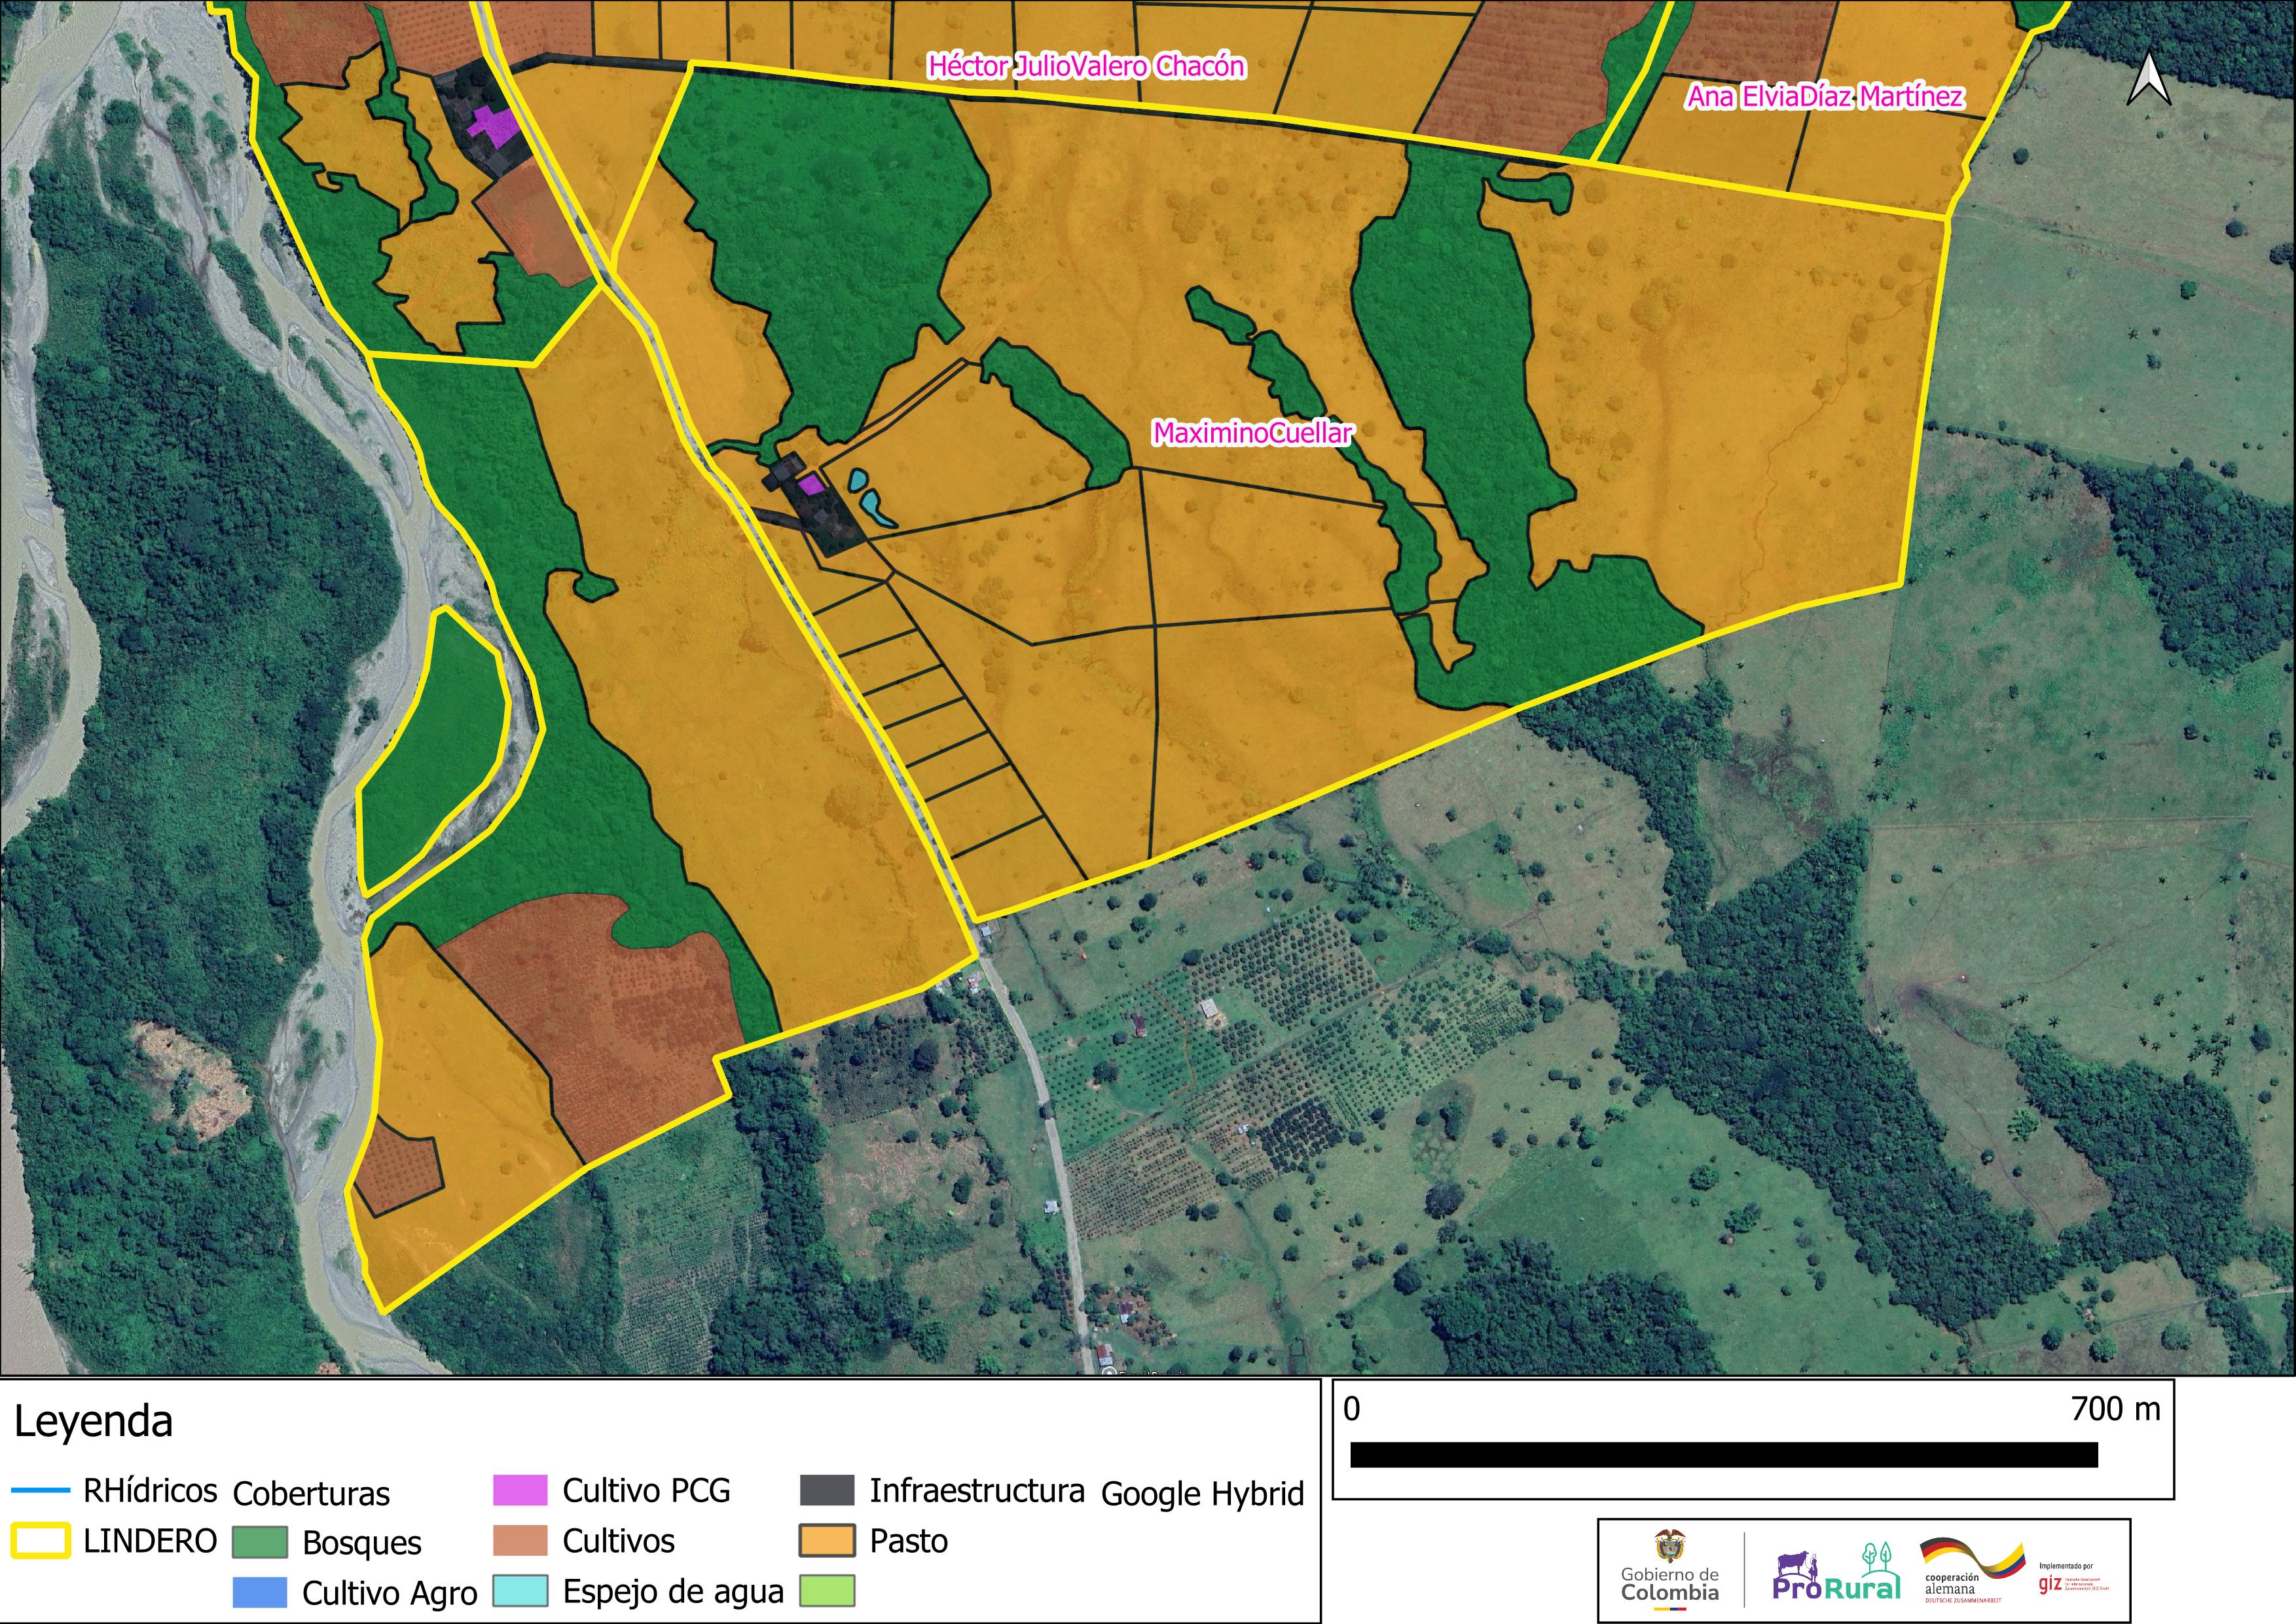 Héctor JulioValero Chacón
Ana ElviaDíaz Martínez
MaximinoCuellar
Leyenda
RHídricos
LINDERO
Coberturas
Bosques
Cultivo Agro
Cultivo PCG
Cultivos
Espejo de agua
Infraestructura
Pasto
Google Hybrid
0 700 m
Gobierno de
Colombia
ProRural
cooperación
alemana
DEUTSCHE ZUSAMMENARBEIT
Implementado por
giz